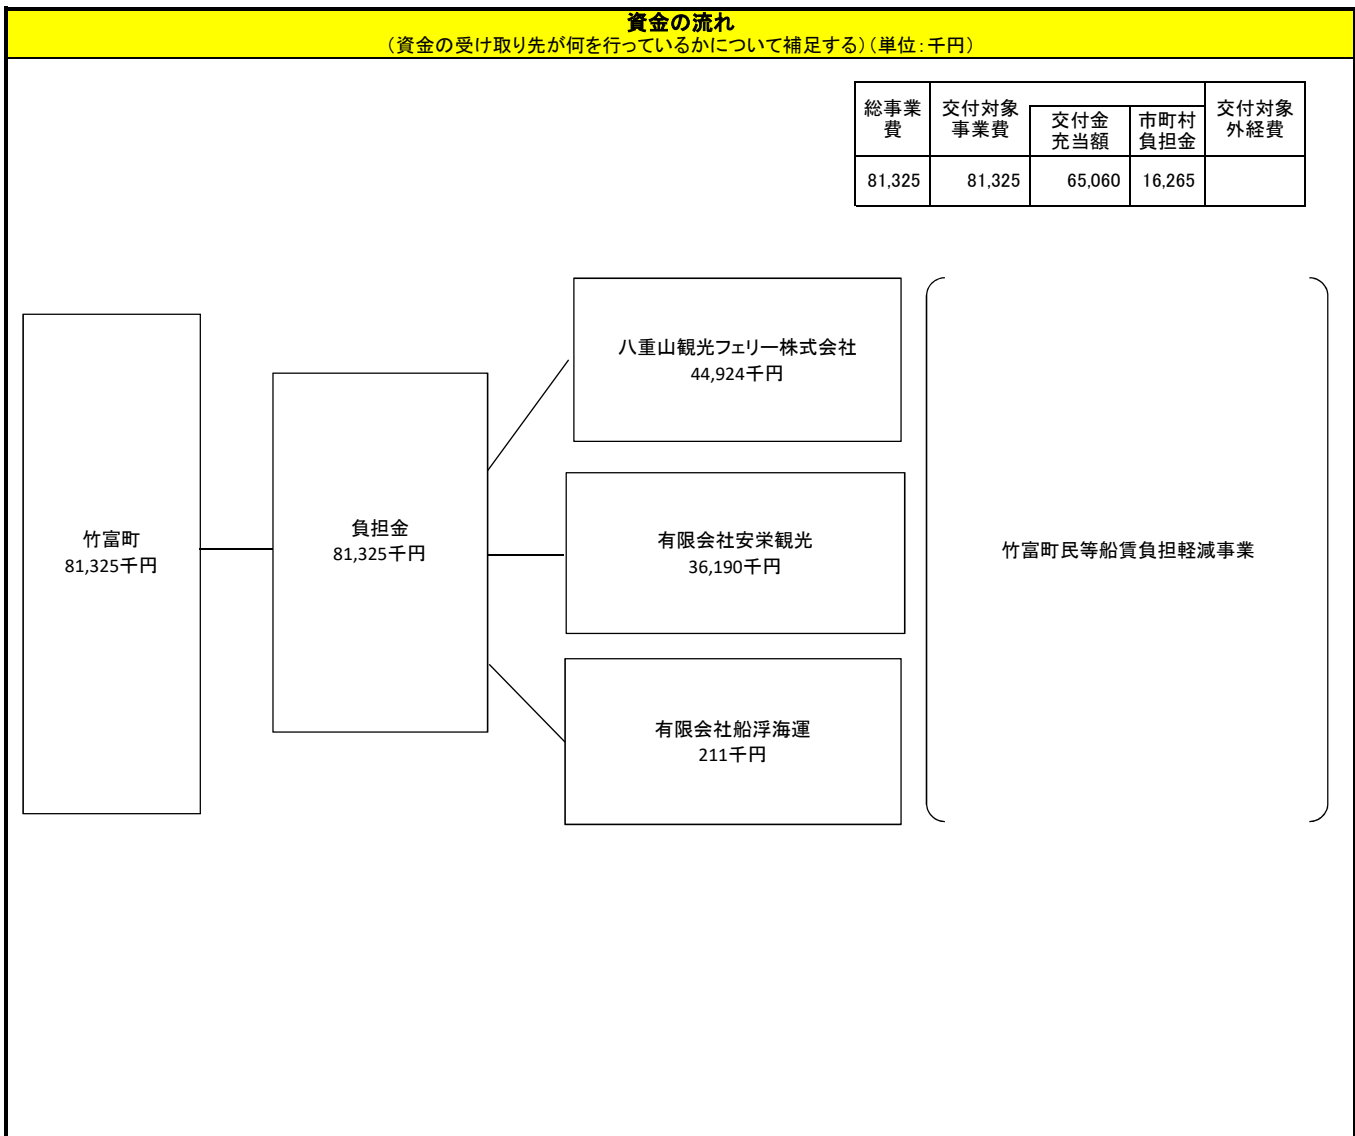 資金の流れ
（資金の受け取り先が何を行っているかについて補足する）（単位：千円）
総事業
費
交付対象
事業費
交付金
充当額
市町村
負担金
交付対象
外経費
81,325
81,325
65,060
16,265
竹富町
81,325千円
負担金
81,325千円
八重山観光フェリー株式会社
44,924千円
有限会社安栄観光
36,190千円
有限会社船浮海運
211千円
竹富町民等船賃負担軽減事業